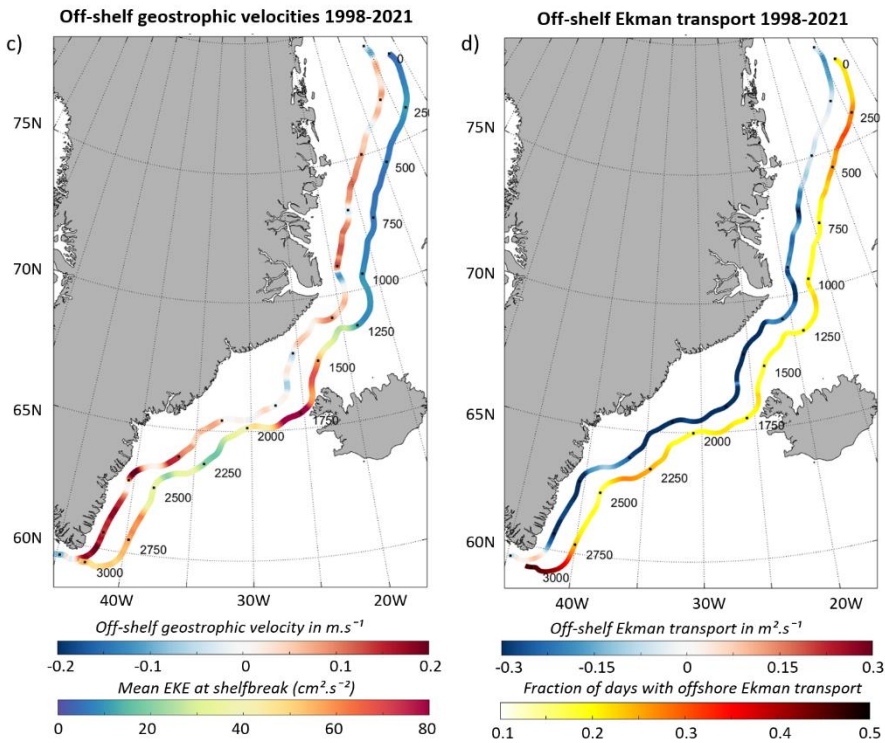 Off-shelf geostrophic velocities 1998-2021
c)
75N
70N
65N
60N
0
250
500
750
1000
1250
1500
1750
2000
2250
2500
2750
3000
40W
30W
20W
Off-shelf geostrophic velocity in m.s⁻¹
-0.2
-0.1
0
0.1
0.2
Mean EKE at shelfbreak (cm².s⁻²)
0
20
40
60
80
Off-shelf Ekman transport 1998-2021
d)
75N
70N
65N
60N
0
250
500
750
1000
1250
1500
1750
2000
2250
2500
2750
3000
40W
30W
20W
Off-shelf Ekman transport in m².s⁻¹
-0.3
-0.15
0
0.15
0.3
Fraction of days with offshore Ekman transport
0.1
0.2
0.3
0.4
0.5